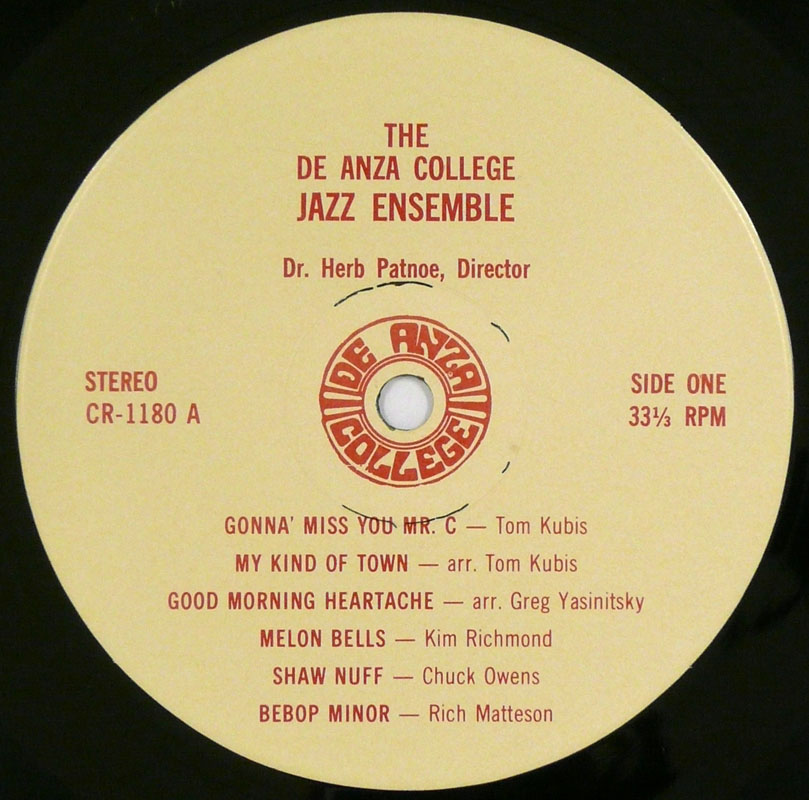 THE
DE ANZA COLLEGE
JAZZ ENSEMBLE
Dr. Herb Patnoe, Director
DE ANZA
COLLEGE
STEREO
CR-1180 A
SIDE ONE
33⅓ RPM
GONNA' MISS YOU MR. C — Tom Kubis
MY KIND OF TOWN — arr. Tom Kubis
GOOD MORNING HEARTACHE — arr. Greg Yasinitsky
MELON BELLS — Kim Richmond
SHAW NUFF — Chuck Owens
BEBOP MINOR — Rich Matteson